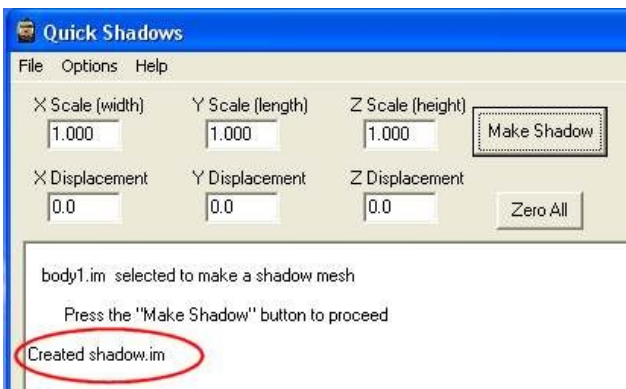 Quick Shadows
File Options Help
X Scale (width) Y Scale (length) Z Scale (height)
1.000 1.000 1.000 Make Shadow
X Displacement Y Displacement Z Displacement
0.0 0.0 0.0 Zero All
body1.im selected to make a shadow mesh
Press the "Make Shadow" button to proceed
Created shadow.im